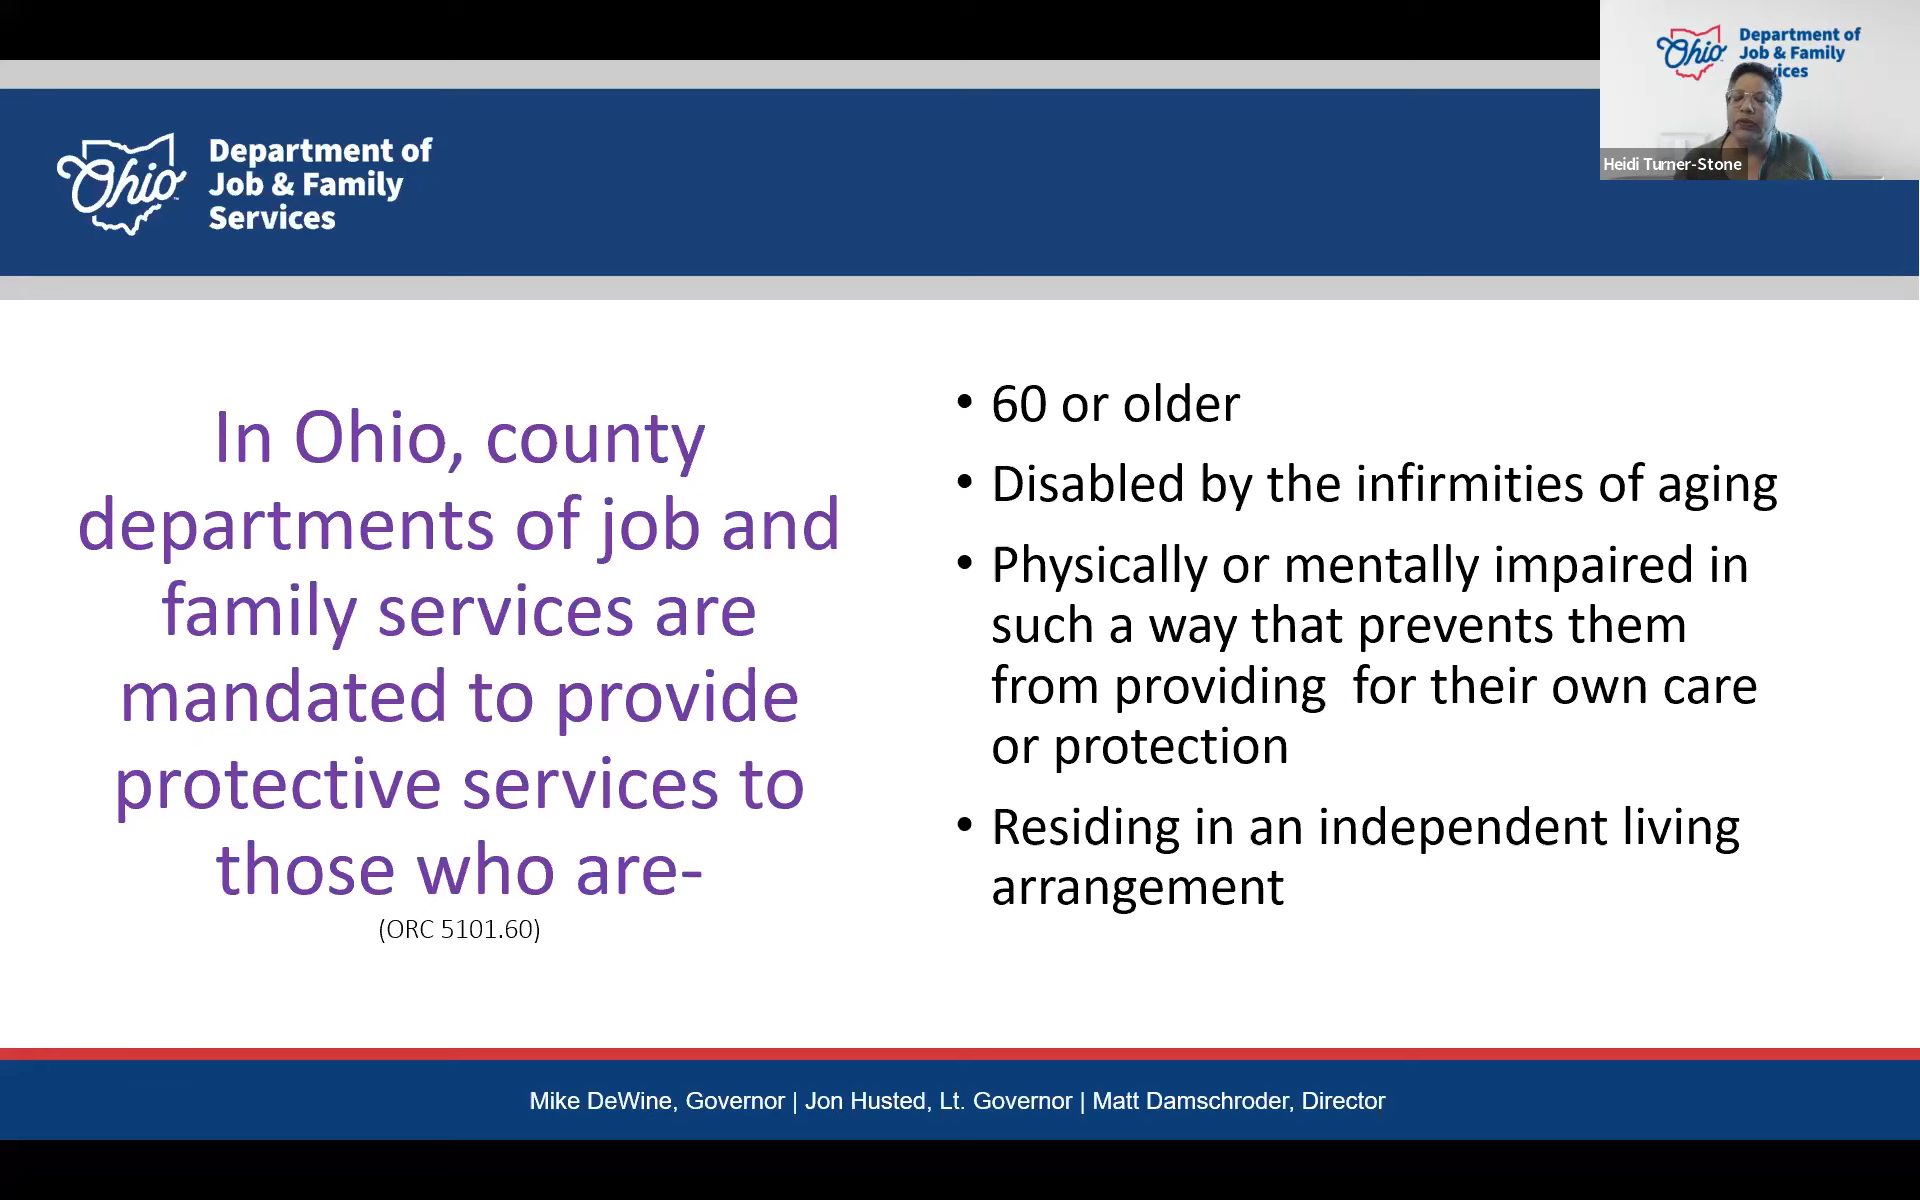 Department of
Job & Family
vices
Ohio
Heidi Turner-Stone
Ohio
Department of
Job & Family
Services
In Ohio, county
departments of job and
family services are
mandated to provide
protective services to
those who are-
(ORC 5101.60)
• 60 or older
• Disabled by the infirmities of aging
• Physically or mentally impaired in
such a way that prevents them
from providing  for their own care
or protection
• Residing in an independent living
arrangement
Mike DeWine, Governor | Jon Husted, Lt. Governor | Matt Damschroder, Director